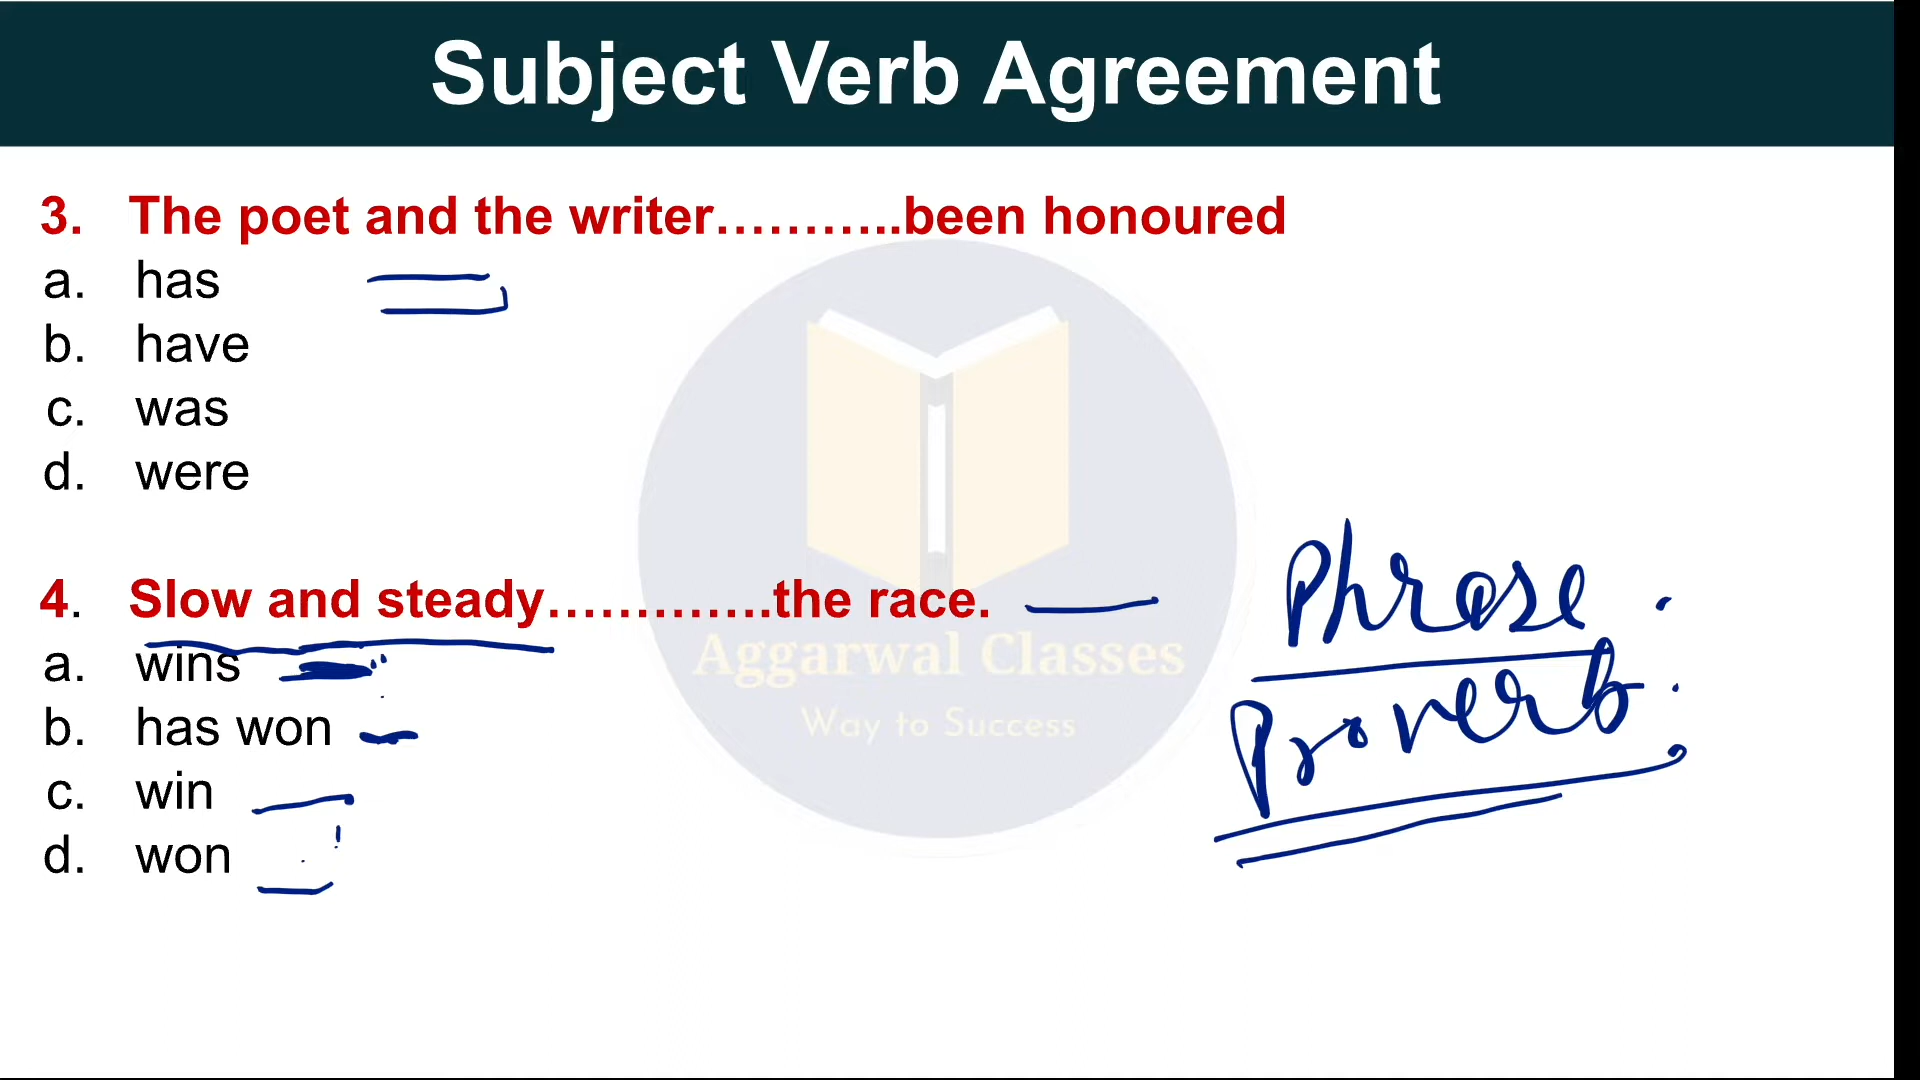 Subject Verb Agreement
3. The poet and the writer………..been honoured
a. has
b. have
c. was
d. were
4. Slow and steady………….the race.
a. wins
b. has won
c. win
d. won
Phrase.
Proverb.
Aggarwal Classes
Way to Success